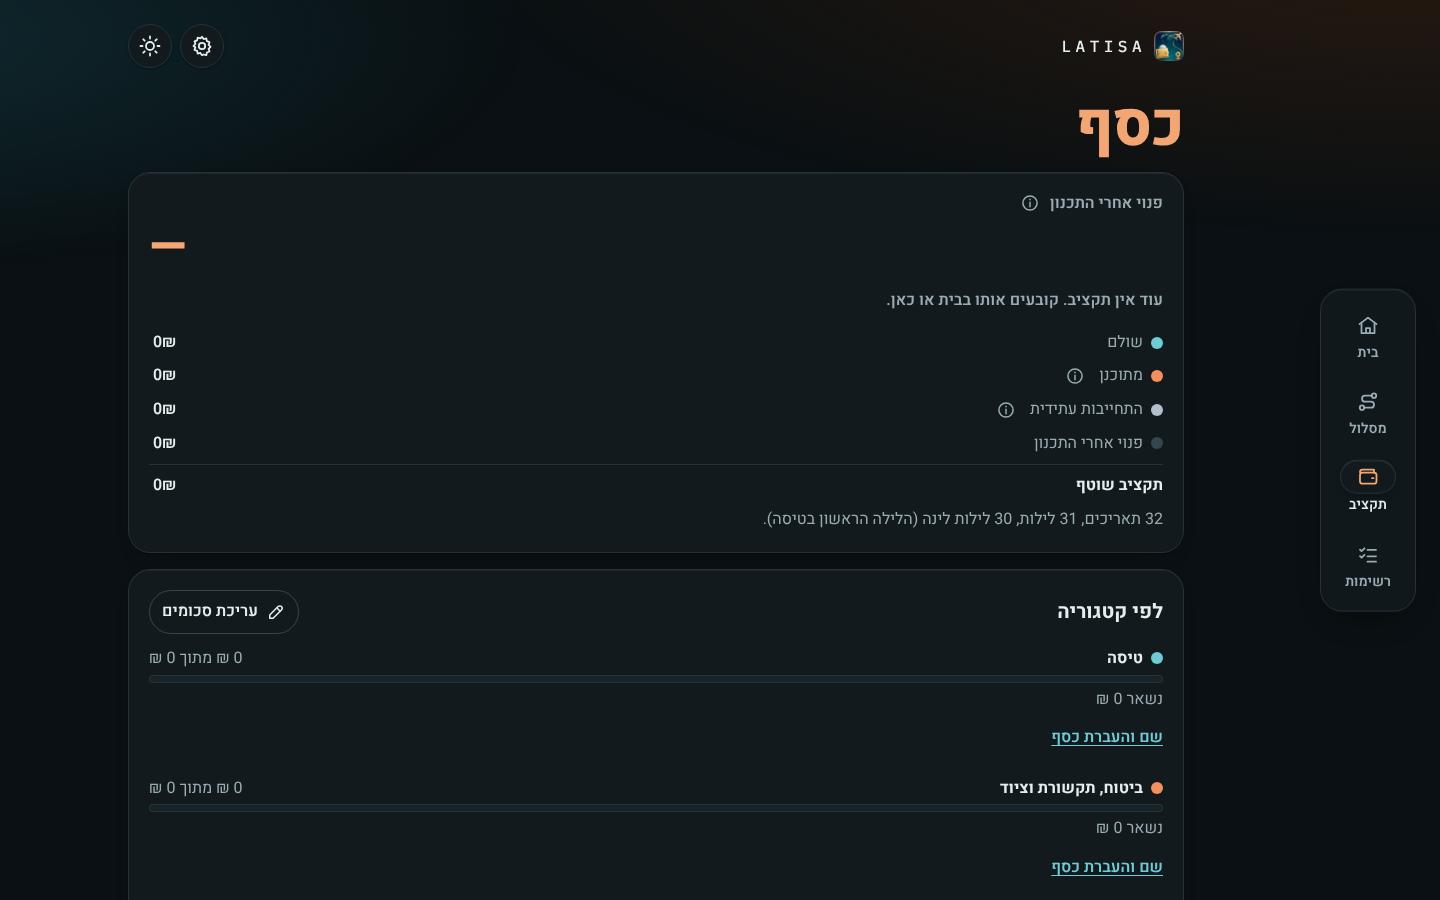 LATISA
כסף
פנוי אחרי התכנון
—
עוד אין תקציב. קובעים אותו בבית או כאן.
שולם ₪0
מתוכנן ₪0
התחייבות עתידית ₪0
פנוי אחרי התכנון ₪0
תקציב שוטף ₪0
32 תאריכים, 31 לילות, 30 לילות לינה (הלילה הראשון בטיסה).
לפי קטגוריה
עריכת סכומים
טיסה 0 ₪ מתוך 0 ₪
נשאר 0 ₪
שם והעברת כסף
ביטוח, תקשורת וציוד 0 ₪ מתוך 0 ₪
נשאר 0 ₪
שם והעברת כסף
בית
מסלול
תקציב
רשימות